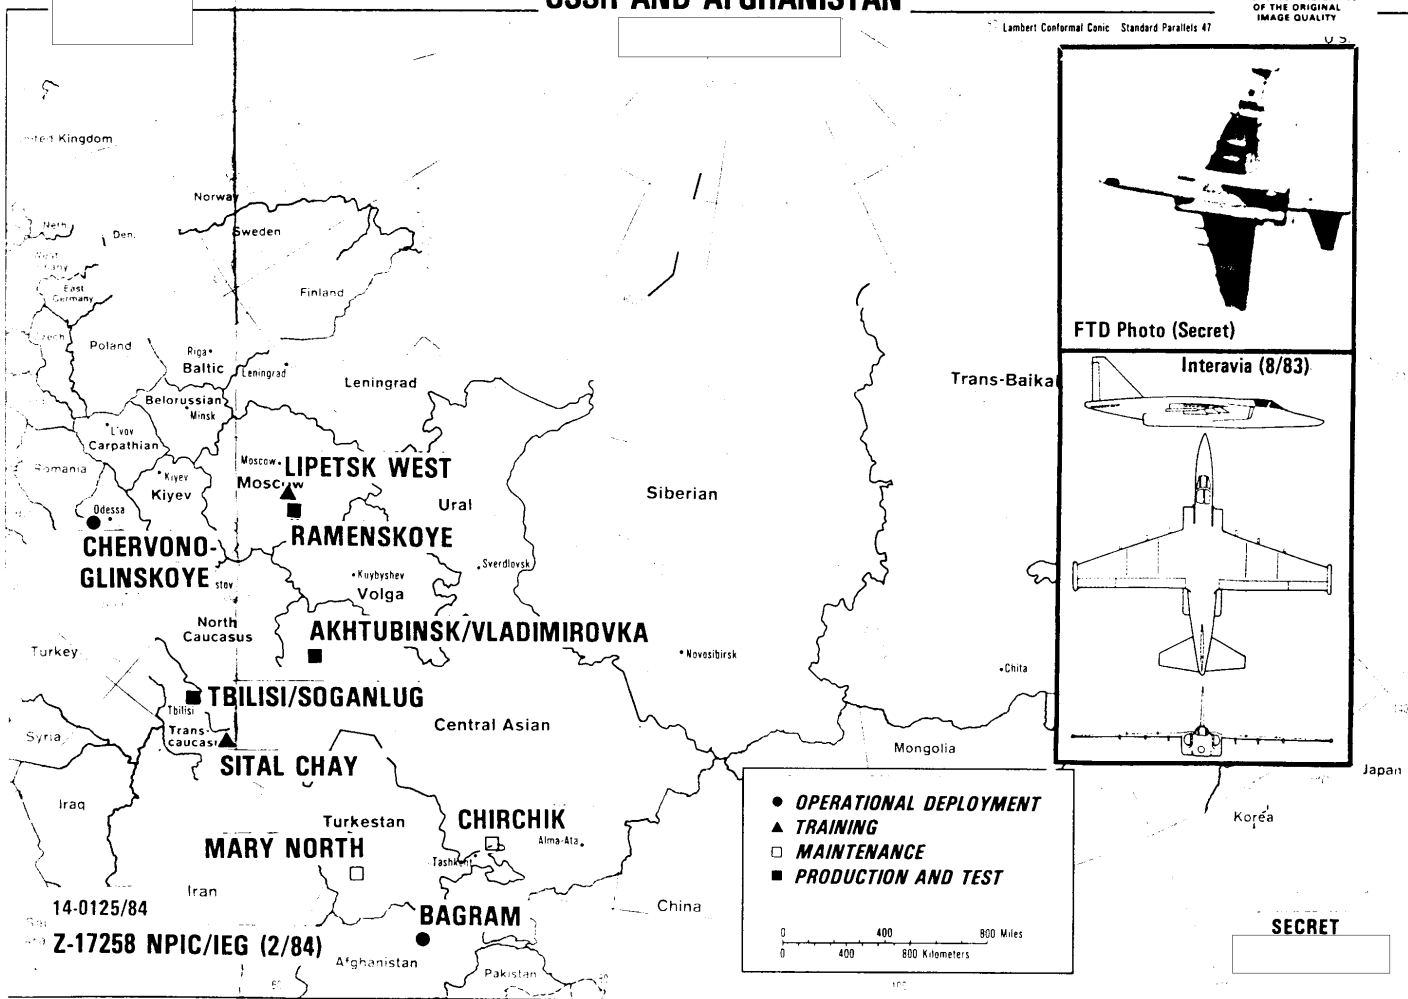 USSR AND AFGHANISTAN
OF THE ORIGINAL
IMAGE QUALITY
Lambert Conformal Conic Standard Parallels 47
U.S.
Kingdom
Norway
Neth.
Den.
Sweden
West
East
Germany
Finland
Poland
Riga
Baltic
Leningrad
Leningrad
Belorussian
Minsk
L'vov
Carpathian
Romania
Kiyev
Kiyev
Moscow
LIPETSK WEST
Moscow
Ural
Siberian
Trans-Baikal
Odessa
RAMENSKOYE
CHERVONO-
GLINSKOYE
stov
Sverdlovsk
Kuybyshev
Volga
North
Caucasus
AKHTUBINSK/VLADIMIROVKA
Turkey
Novosibirsk
Chita
TBILISI/SOGANLUG
Tbilisi
Trans-
caucasi
Central Asian
Syria
Mongolia
SITAL CHAY
Iraq
Turkestan
CHIRCHIK
Alma-Ata
MARY NORTH
Tashkent
Iran
China
BAGRAM
Afghanistan
Pakistan
Japan
Korea
FTD Photo (Secret)
Interavia (8/83)
OPERATIONAL DEPLOYMENT
TRAINING
MAINTENANCE
PRODUCTION AND TEST
0 400 800 Miles
0 400 800 Kilometers
14-0125/84
Z-17258 NPIC/IEG (2/84)
SECRET